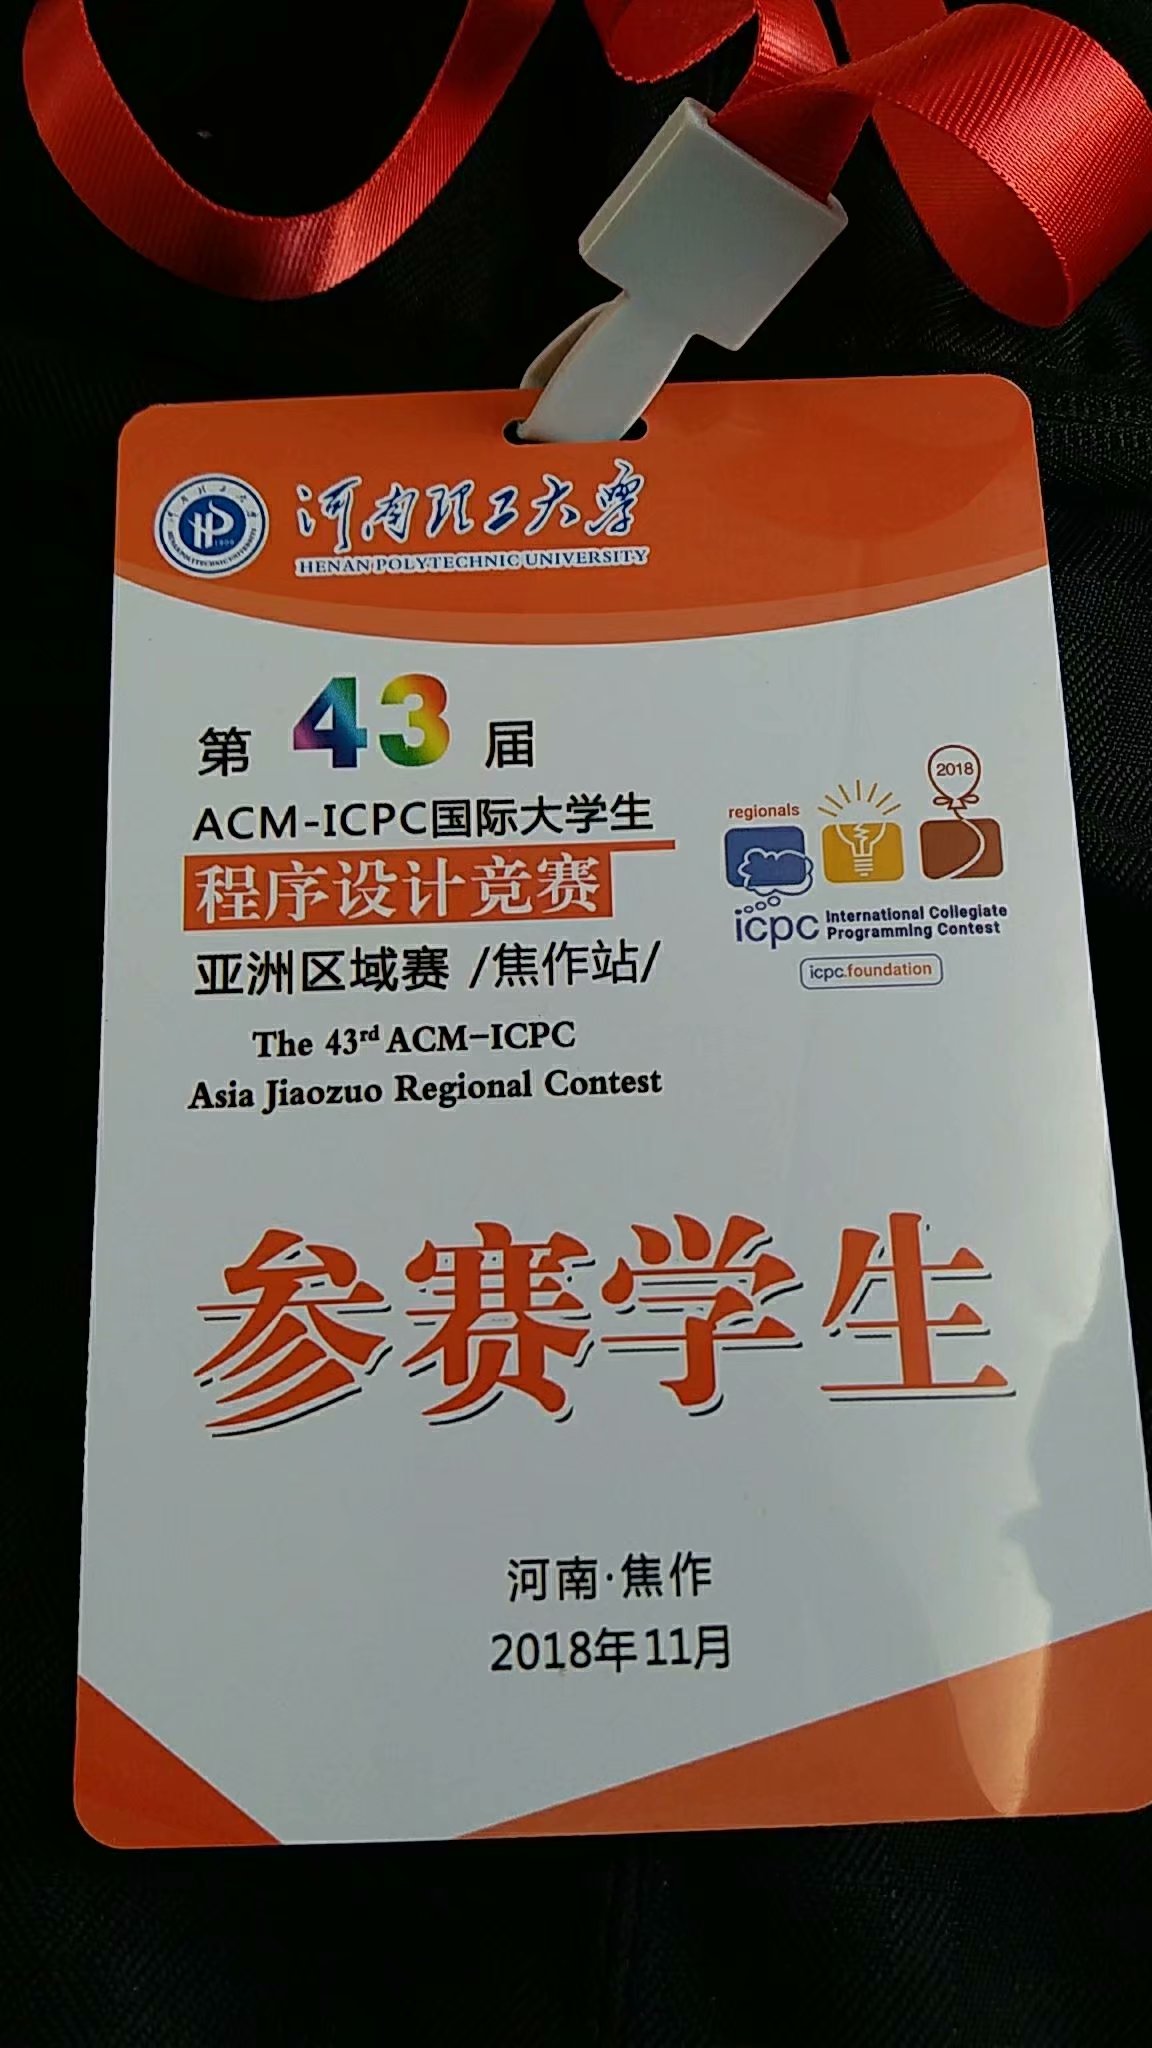 河南理工大学
HENAN POLYTECHNIC UNIVERSITY
第 43 届
ACM-ICPC国际大学生
程序设计竞赛
亚洲区域赛 /焦作站/
The 43rd ACM-ICPC
Asia Jiaozuo Regional Contest
2018
regionals
icpc International Collegiate
Programming Contest
icpc.foundation
参赛学生
河南·焦作
2018年11月